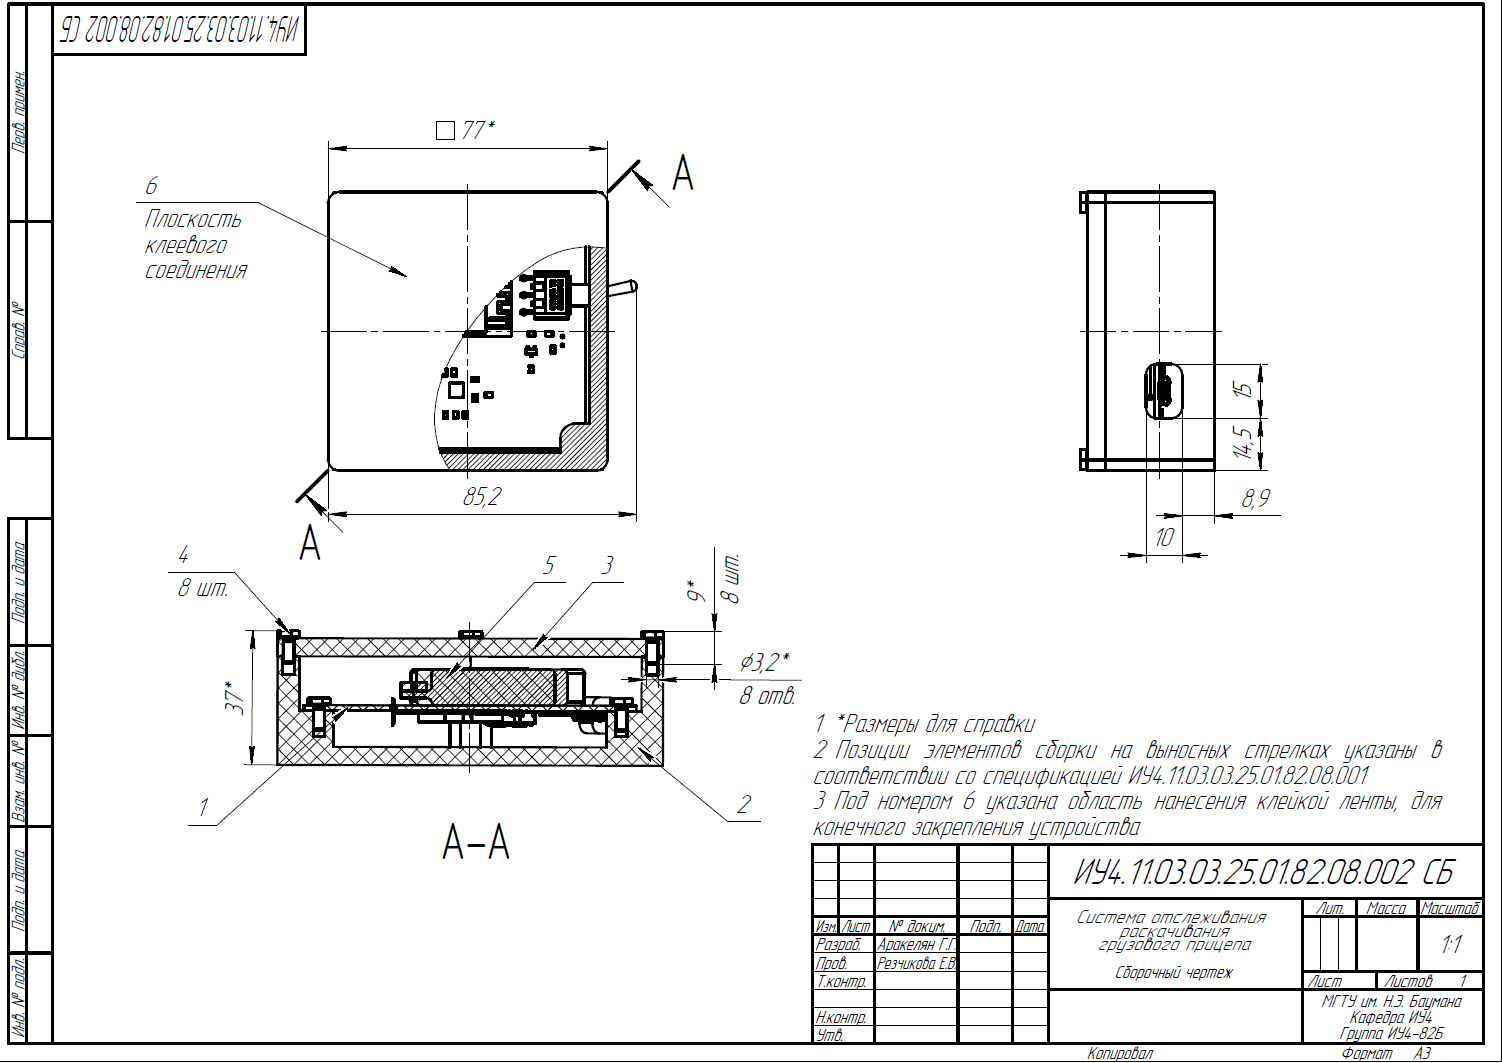 ИУ4.11.03.03.25.01.82.08.002 СБ
Перв. примен.
Справ. №
Подп. и дата
Инв. № дубл.
Взам. инв. №
Подп. и дата
Инв. № подл.
77*
А
6
Плоскость
клеевого
соединения
85,2
А
15
14,5
8,9
10
4
8 шт.
5
3
9*
8 шт.
ϕ3,2*
8 отв.
37*
1
2
А-А
1 *Размеры для справки
2 Позиции элементов сборки на выносных стрелках указаны в
соответствии со спецификацией ИУ4.11.03.03.25.01.82.08.001
3 Под номером 6 указана область нанесения клейкой ленты, для
конечного закрепления устройства
ИУ4.11.03.03.25.01.82.08.002 СБ
Изм. Лист № докум. Подп. Дата
Разраб. Аракелян Г.Г.
Пров. Резчикова Е.В.
Т.контр.
Н.контр.
Утв.
Система отслеживания
раскачивания
грузового прицепа
Сборочный чертеж
Лит. Масса Масштаб
1:1
Лист Листов 1
МГТУ им. Н.Э. Баумана
Кафедра ИУ4
Группа ИУ4-82Б
Копировал Формат А3